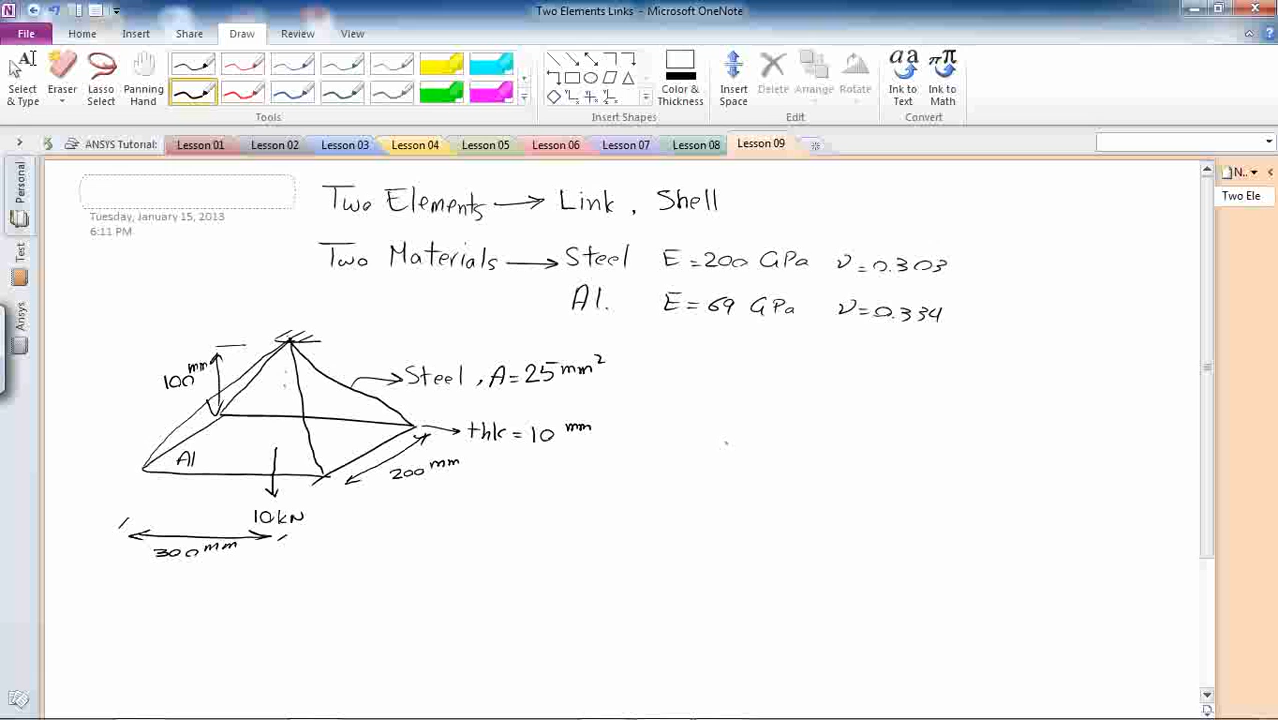 Two Elements Links - Microsoft OneNote
File Home Insert Share Draw Review View
Select & Type
Eraser
Lasso Select
Panning Hand
Color & Thickness
Insert Space
Delete
Arrange
Rotate
Ink to Text
Ink to Math
Tools
Insert Shapes
Edit
Convert
ANSYS Tutorial: Lesson 01 Lesson 02 Lesson 03 Lesson 04 Lesson 05 Lesson 06 Lesson 07 Lesson 08 Lesson 09
N..
Two Ele
Personal
Test
Ansys
Tuesday, January 15, 2013
6:11 PM
Two Elements → Link, Shell
Two Materials → Steel E=200 GPa ν=0.303
Al. E=69 GPa ν=0.334
100 mm
Steel, A=25 mm²
thk = 10 mm
Al
200 mm
10kN
300 mm